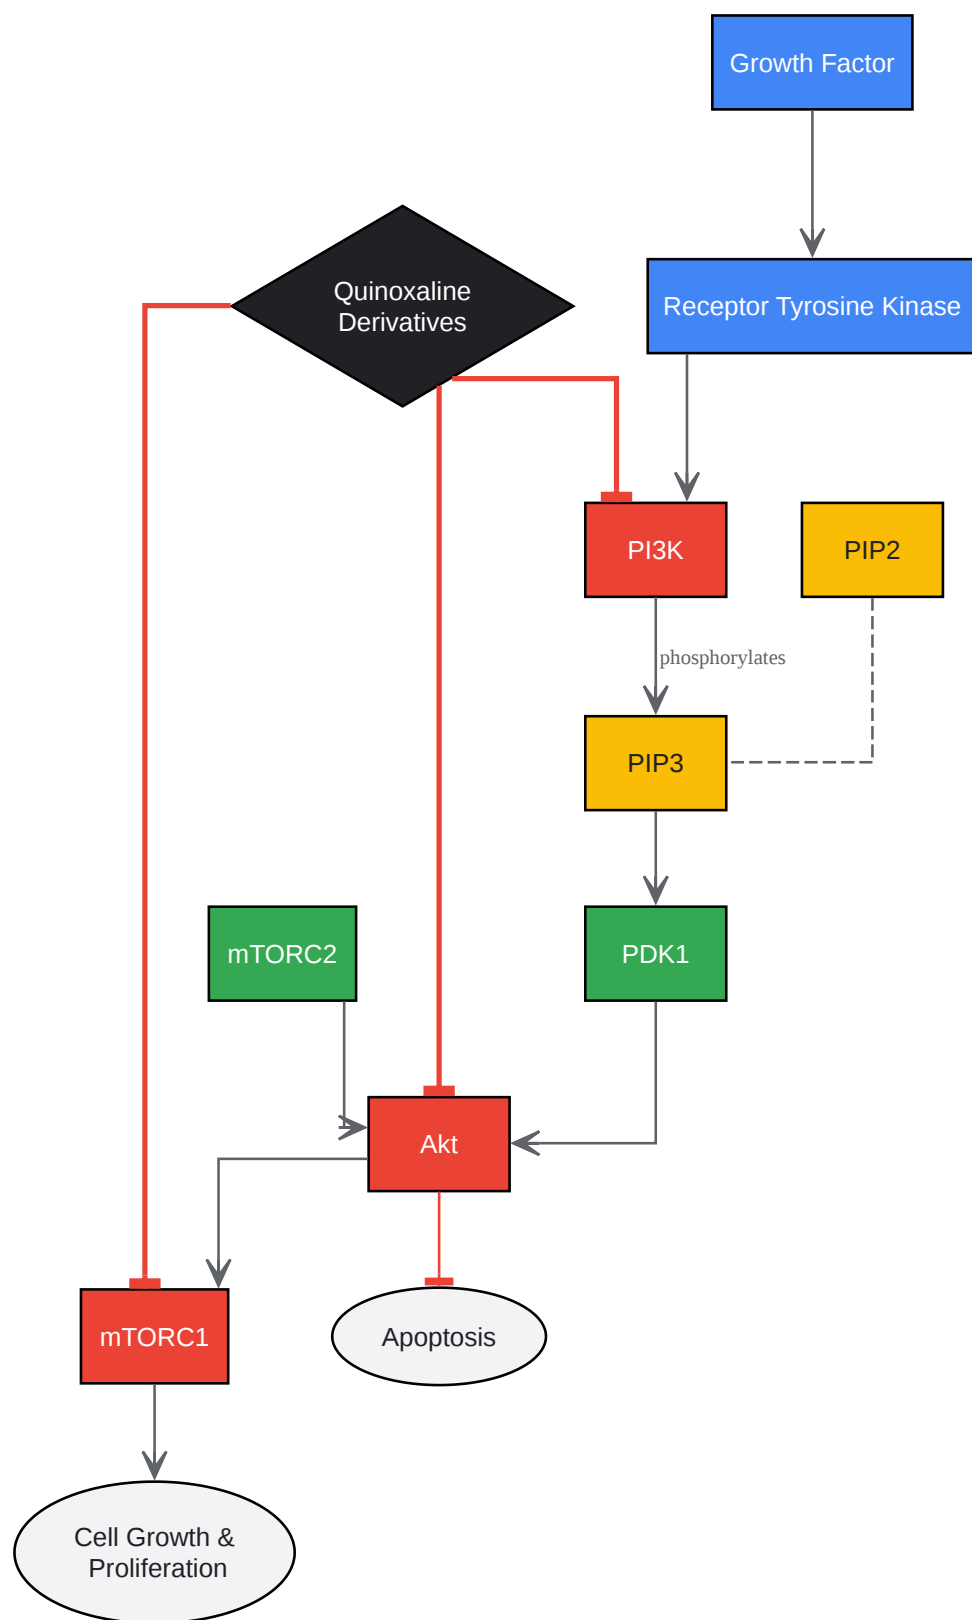 Growth Factor
Quinoxaline
Derivatives
Receptor Tyrosine Kinase
PI3K
PIP2
phosphorylates
PIP3
mTORC2
PDK1
Akt
mTORC1
Apoptosis
Cell Growth &
Proliferation